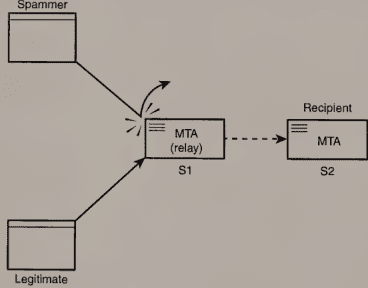 Spammer
Recipient
MTA
(relay)
MTA
S1
S2
Legitimate